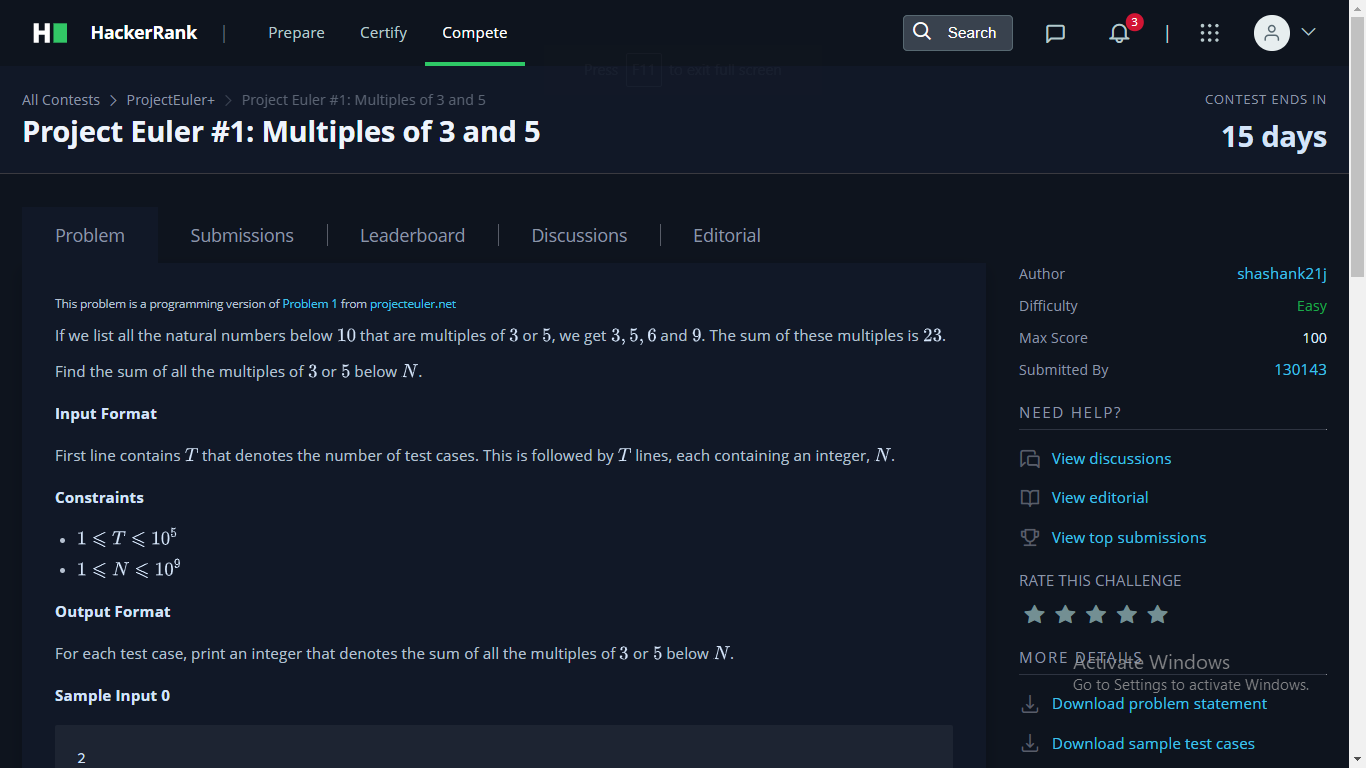 HackerRank | Prepare Certify Compete Search 3 |
Press F11 to exit full screen
All Contests > ProjectEuler+ > Project Euler #1: Multiples of 3 and 5
CONTEST ENDS IN
Project Euler #1: Multiples of 3 and 5
15 days
Problem Submissions Leaderboard Discussions Editorial
This problem is a programming version of Problem 1 from projecteuler.net
If we list all the natural numbers below 10 that are multiples of 3 or 5, we get 3, 5, 6 and 9. The sum of these multiples is 23.
Find the sum of all the multiples of 3 or 5 below N.
Input Format
First line contains T that denotes the number of test cases. This is followed by T lines, each containing an integer, N.
Constraints
• 1 ⩽ T ⩽ 10⁵
• 1 ⩽ N ⩽ 10⁹
Output Format
For each test case, print an integer that denotes the sum of all the multiples of 3 or 5 below N.
Sample Input 0
2
Author shashank21j
Difficulty Easy
Max Score 100
Submitted By 130143
NEED HELP?
View discussions
View editorial
View top submissions
RATE THIS CHALLENGE
MORE DETAILS
Activate Windows
Go to Settings to activate Windows.
Download problem statement
Download sample test cases